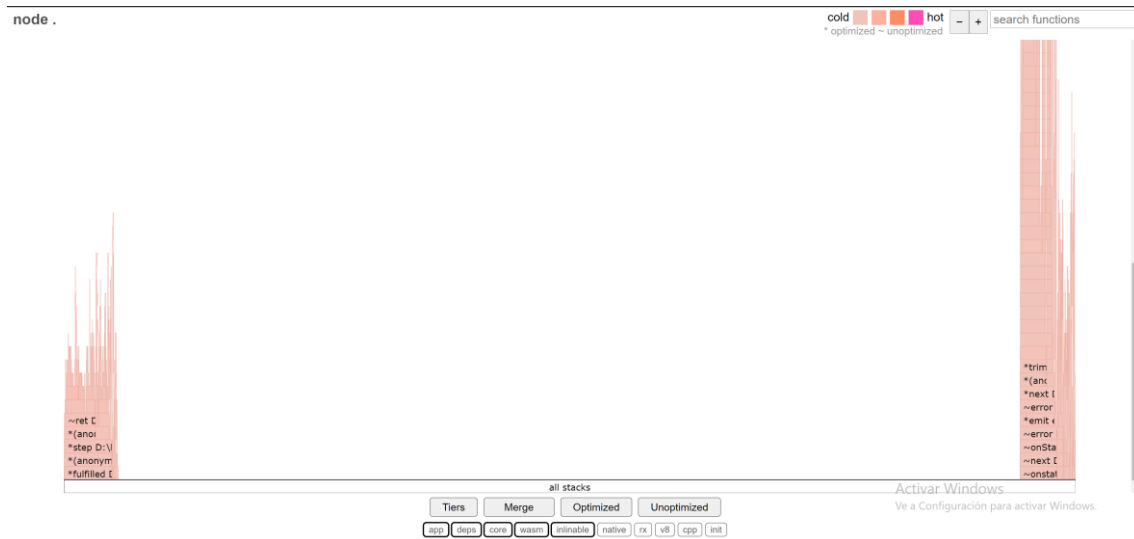 node .
cold hot
* optimized ~ unoptimized
− + search functions
~ret D
*(anor
*step D:\
*(anonym
*fulfilled D
*trim
*(anc
*next D
~error
*emit e
~error
~onSta
~next D
~onstat
all stacks
Tiers Merge Optimized Unoptimized
app deps core wasm inlinable native rx v8 cpp init
Activar Windows
Ve a Configuración para activar Windows.